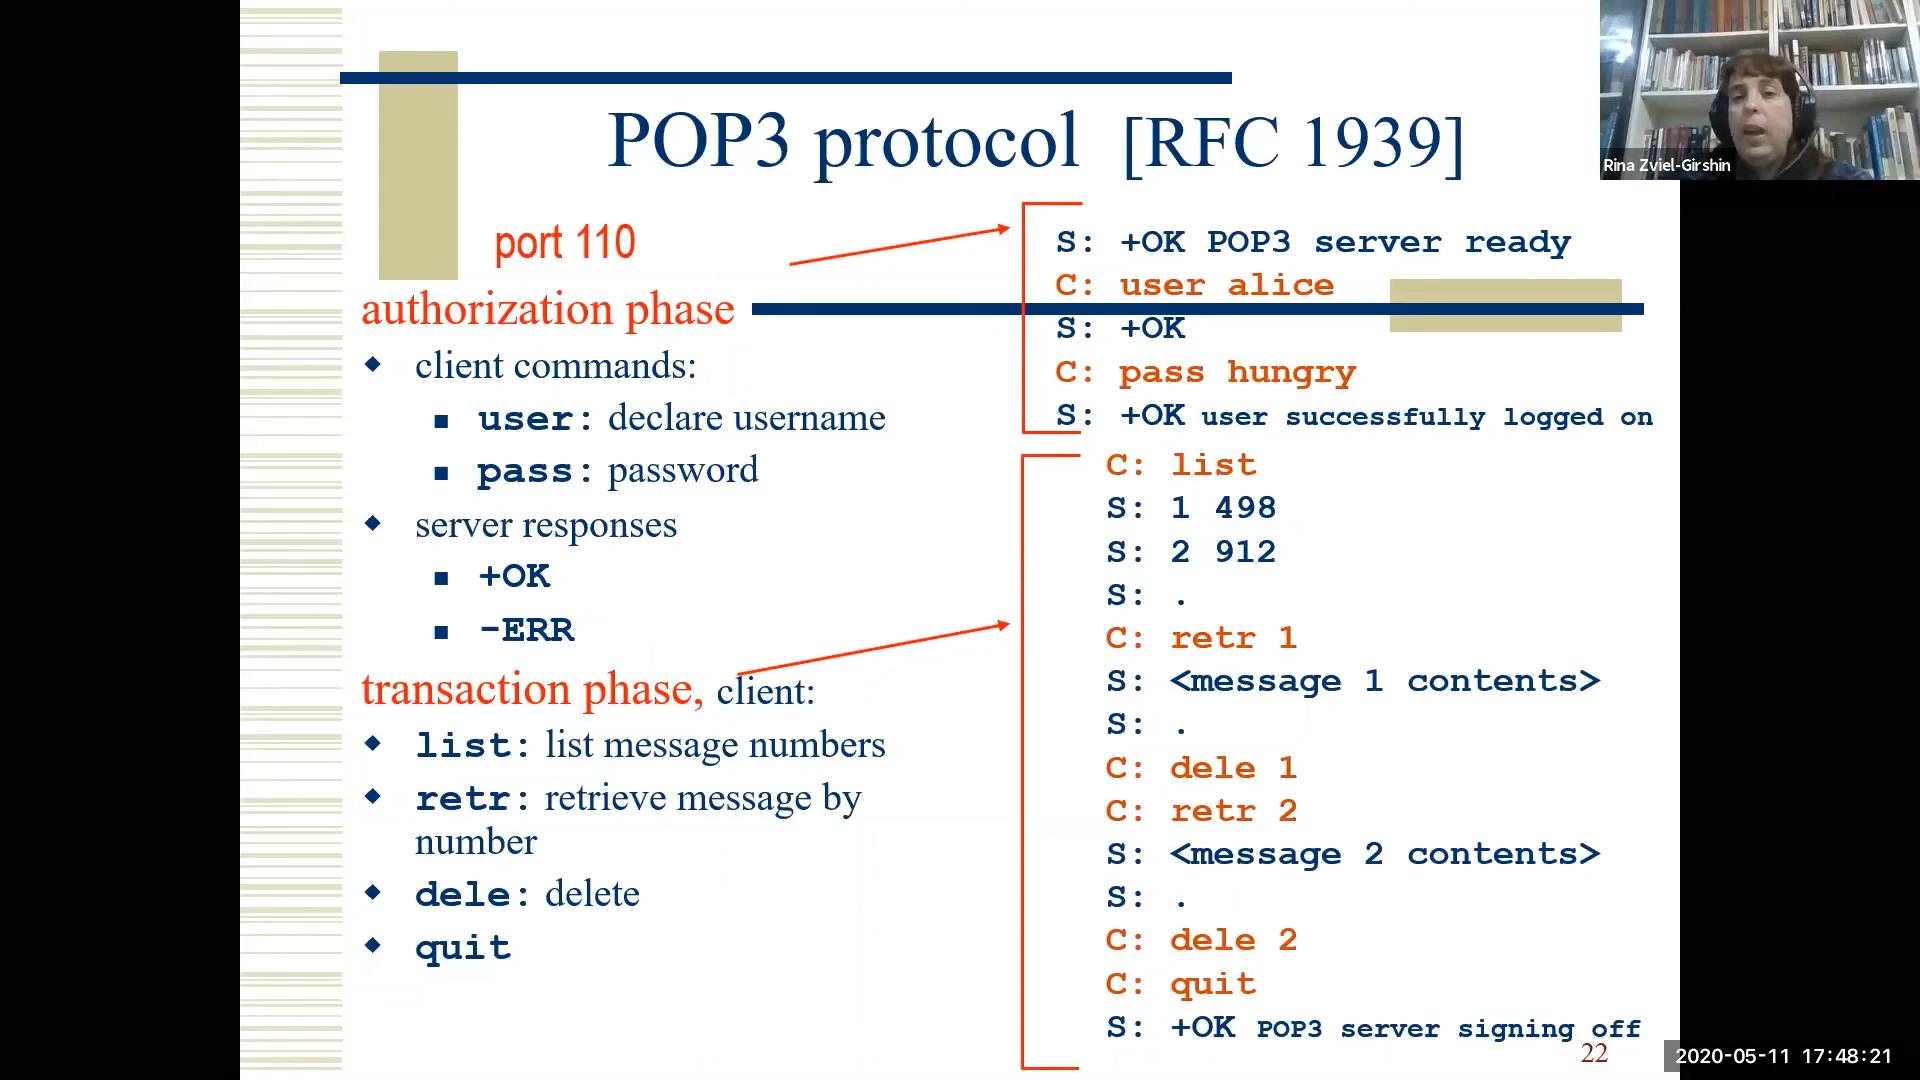 POP3 protocol [RFC 1939]
Rina Zviel-Girshin
port 110
authorization phase
client commands:
user: declare username
pass: password
server responses
+OK
-ERR
transaction phase, client:
list: list message numbers
retr: retrieve message by
number
dele: delete
quit
S: +OK POP3 server ready
C: user alice
S: +OK
C: pass hungry
S: +OK user successfully logged on
C: list
S: 1 498
S: 2 912
S: .
C: retr 1
S: <message 1 contents>
S: .
C: dele 1
C: retr 2
S: <message 2 contents>
S: .
C: dele 2
C: quit
S: +OK POP3 server signing off
22
2020-05-11 17:48:21